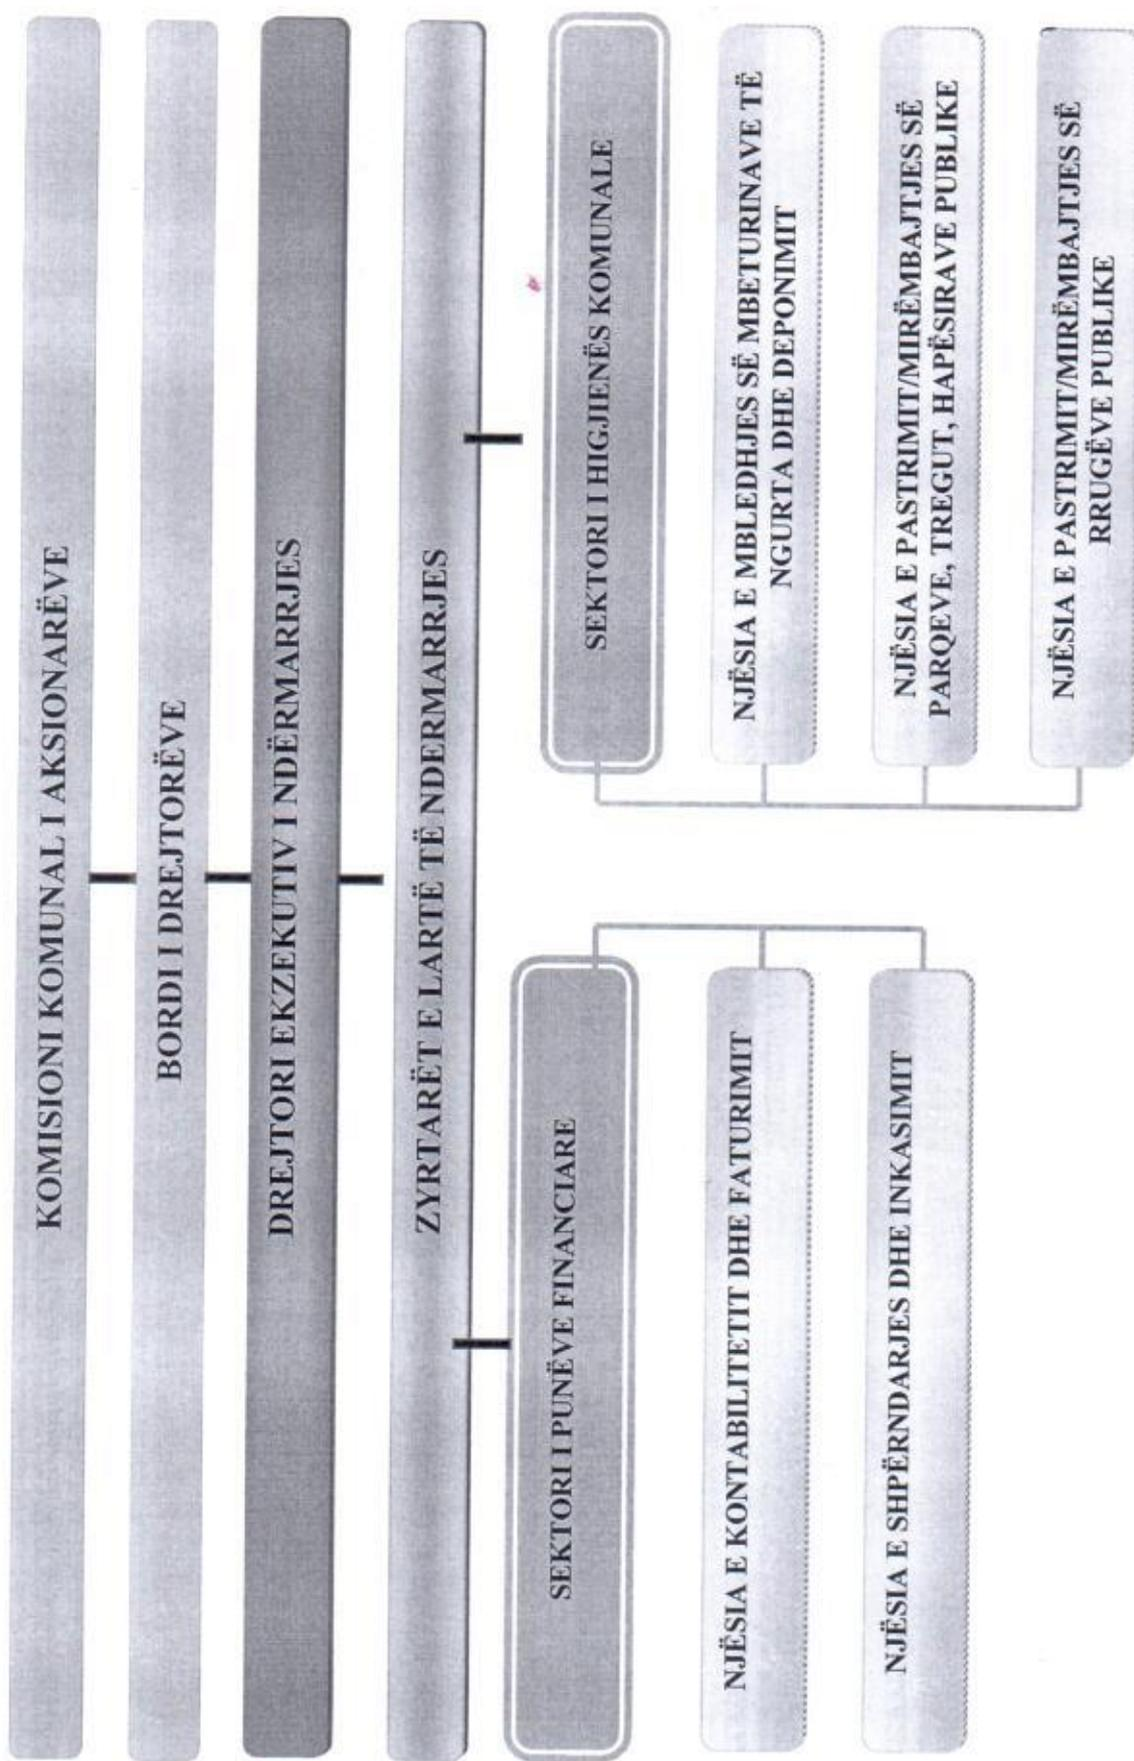 KOMISIONI KOMUNAL I AKSIONARËVE
BORDI I DREJTORËVE
DREJTORI EKZEKUTIV I NDËRMARRJES
ZYRTARËT E LARTË TË NDERMARRJES
SEKTORI I PUNËVE FINANCIARE
NJËSIA E KONTABILITETIT DHE FATURIMIT
NJËSIA E SHPËRNDARJES DHE INKASIMIT
SEKTORI I HIGJIENËS KOMUNALE
NJËSIA E MBLEDHJES SË MBETURINAVE TË
NGURTA DHE DEPONIMIT
NJËSIA E PASTRIMIT/MIRËMBAJTJES SË
PARQEVE, TREGUT, HAPËSIRAVE PUBLIKE
NJËSIA E PASTRIMIT/MIRËMBAJTJES SË
RRUGËVE PUBLIKE